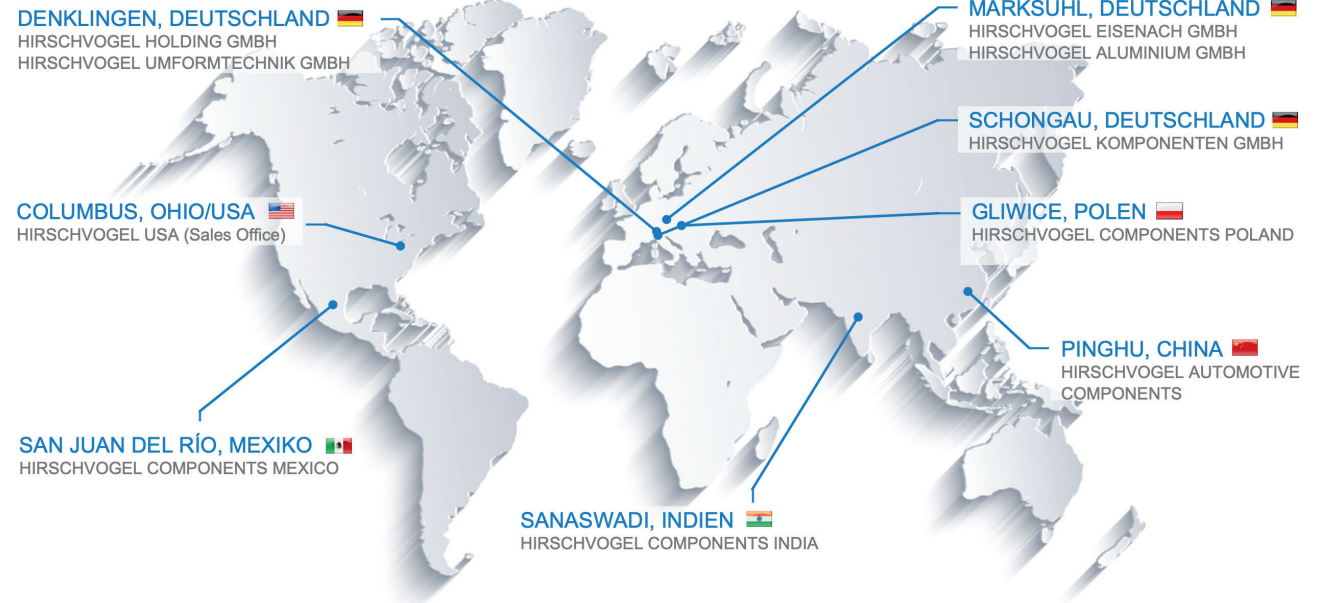 DENKLINGEN, DEUTSCHLAND
HIRSCHVOGEL HOLDING GMBH
HIRSCHVOGEL UMFORMTECHNIK GMBH
MARKSUHL, DEUTSCHLAND
HIRSCHVOGEL EISENACH GMBH
HIRSCHVOGEL ALUMINIUM GMBH
SCHONGAU, DEUTSCHLAND
HIRSCHVOGEL KOMPONENTEN GMBH
COLUMBUS, OHIO/USA
HIRSCHVOGEL USA (Sales Office)
GLIWICE, POLEN
HIRSCHVOGEL COMPONENTS POLAND
PINGHU, CHINA
HIRSCHVOGEL AUTOMOTIVE
COMPONENTS
SAN JUAN DEL RÍO, MEXIKO
HIRSCHVOGEL COMPONENTS MEXICO
SANASWADI, INDIEN
HIRSCHVOGEL COMPONENTS INDIA